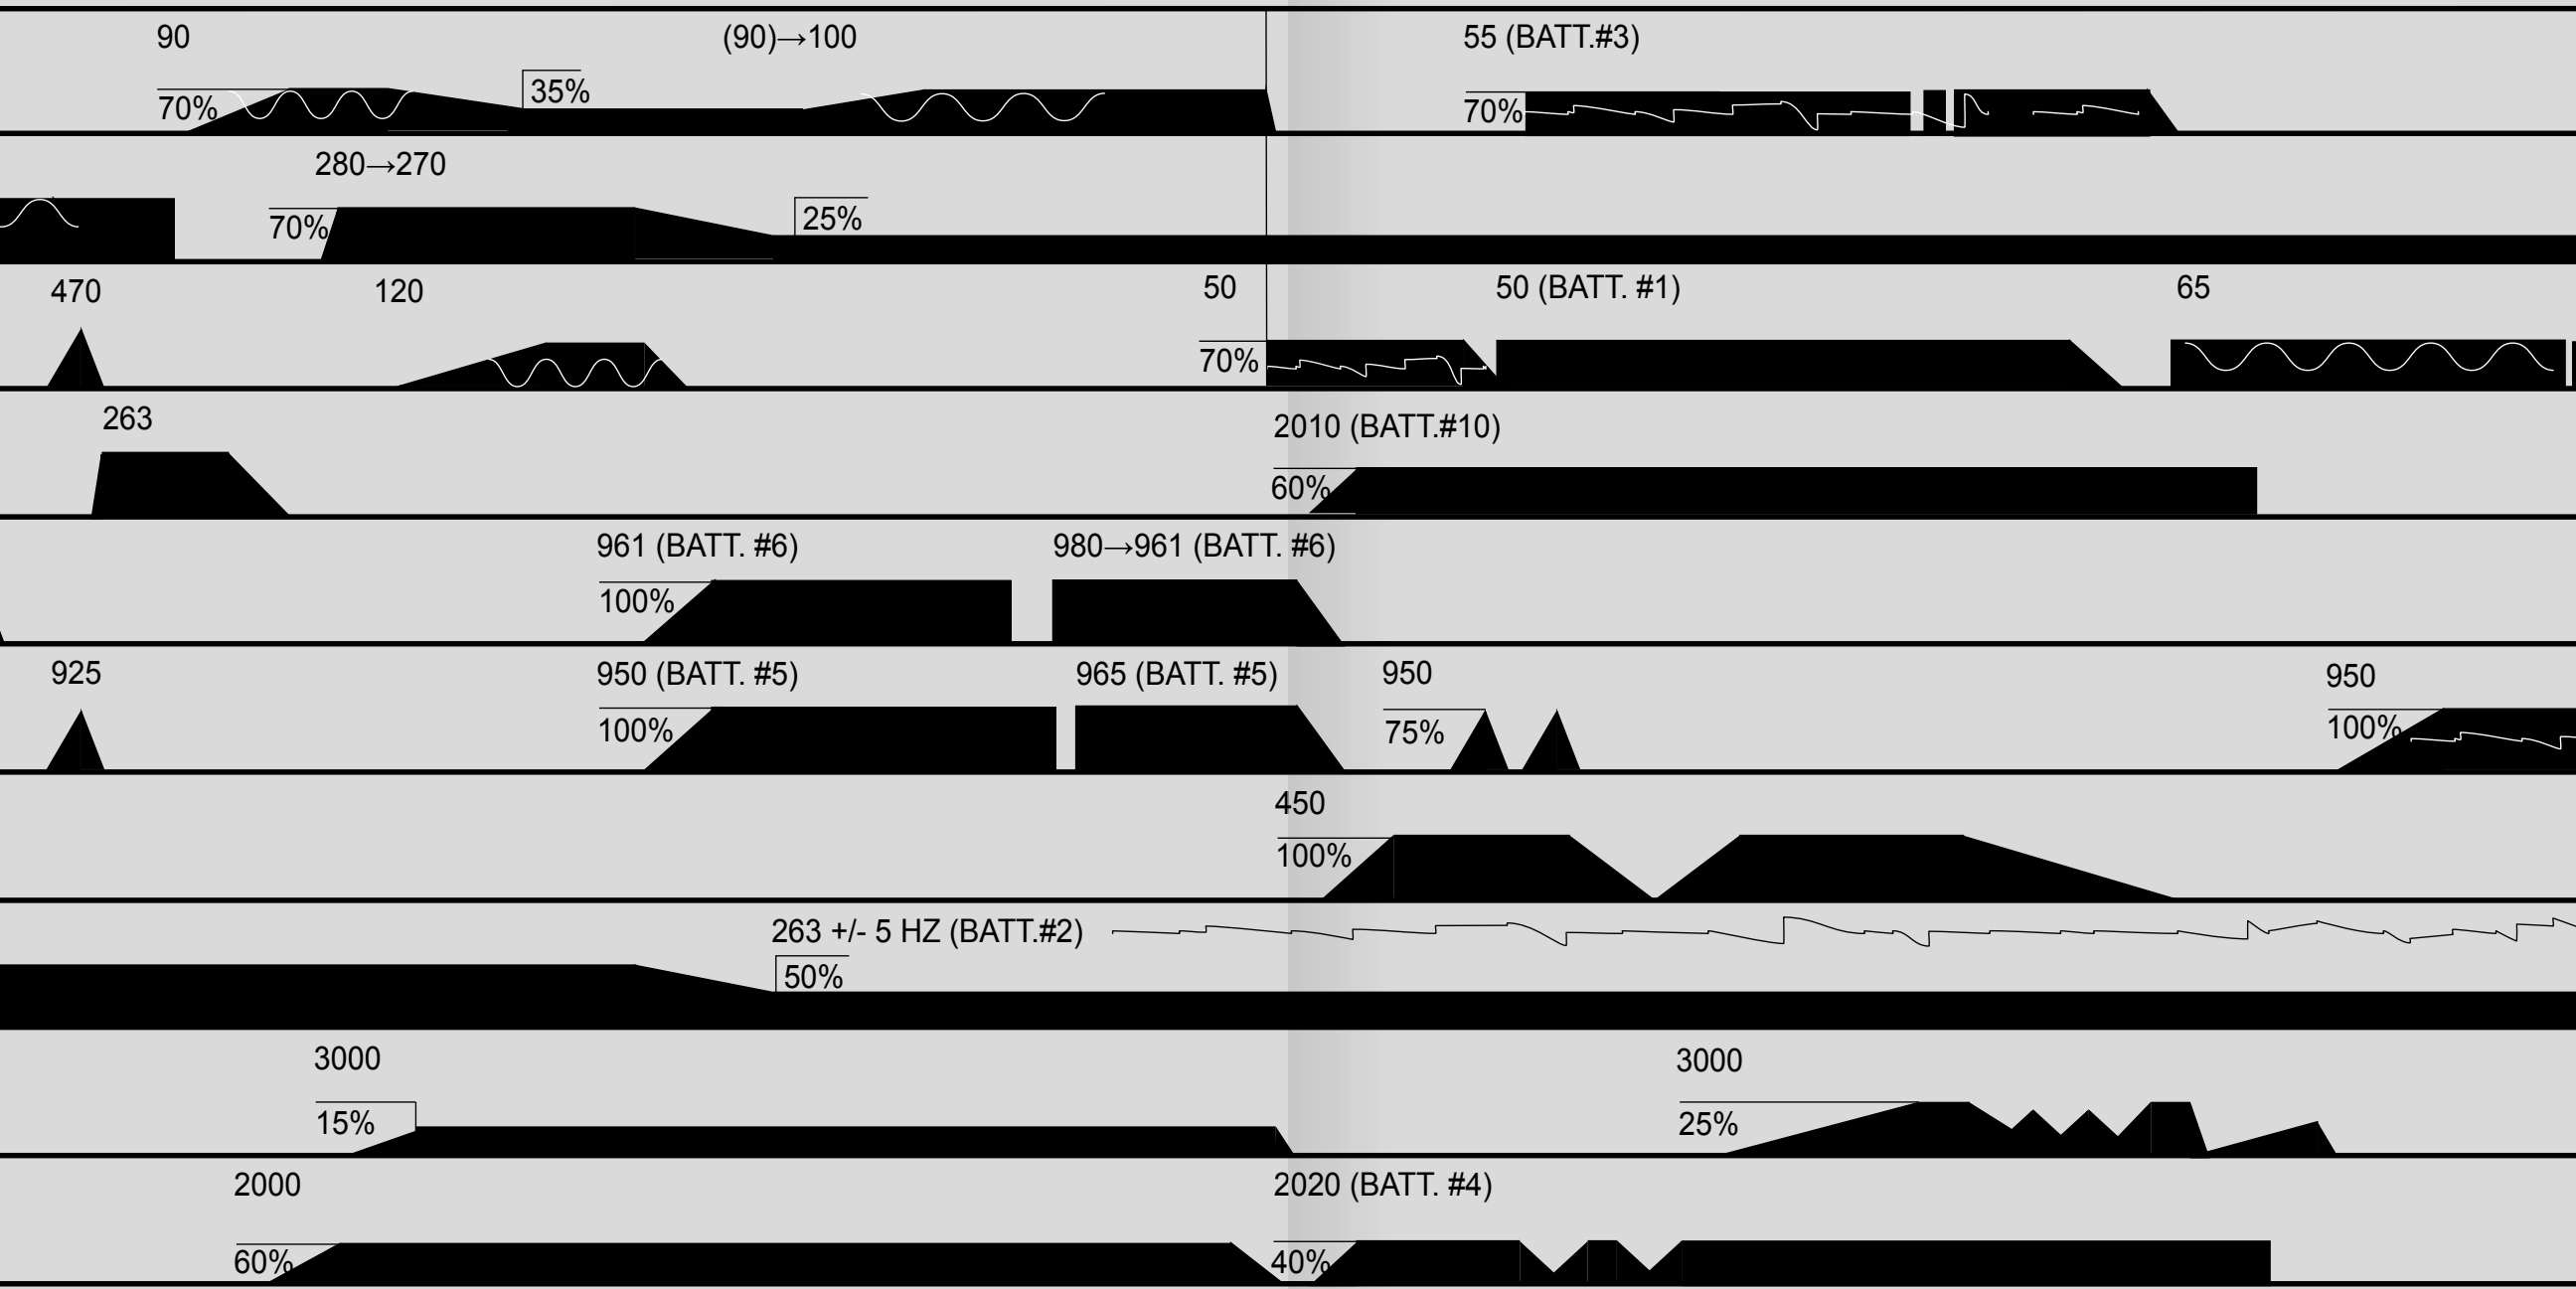 90 (90)→100 55 (BATT.#3)
70% 35% 70%
280→270
70% 25%
470 120 50 50 (BATT. #1) 65
70%
263 2010 (BATT.#10)
60%
961 (BATT. #6) 980→961 (BATT. #6)
100%
925 950 (BATT. #5) 965 (BATT. #5) 950 950
100% 75% 100%
450
100%
263 +/- 5 HZ (BATT.#2)
50%
3000 3000
15% 25%
2000 2020 (BATT. #4)
60% 40%